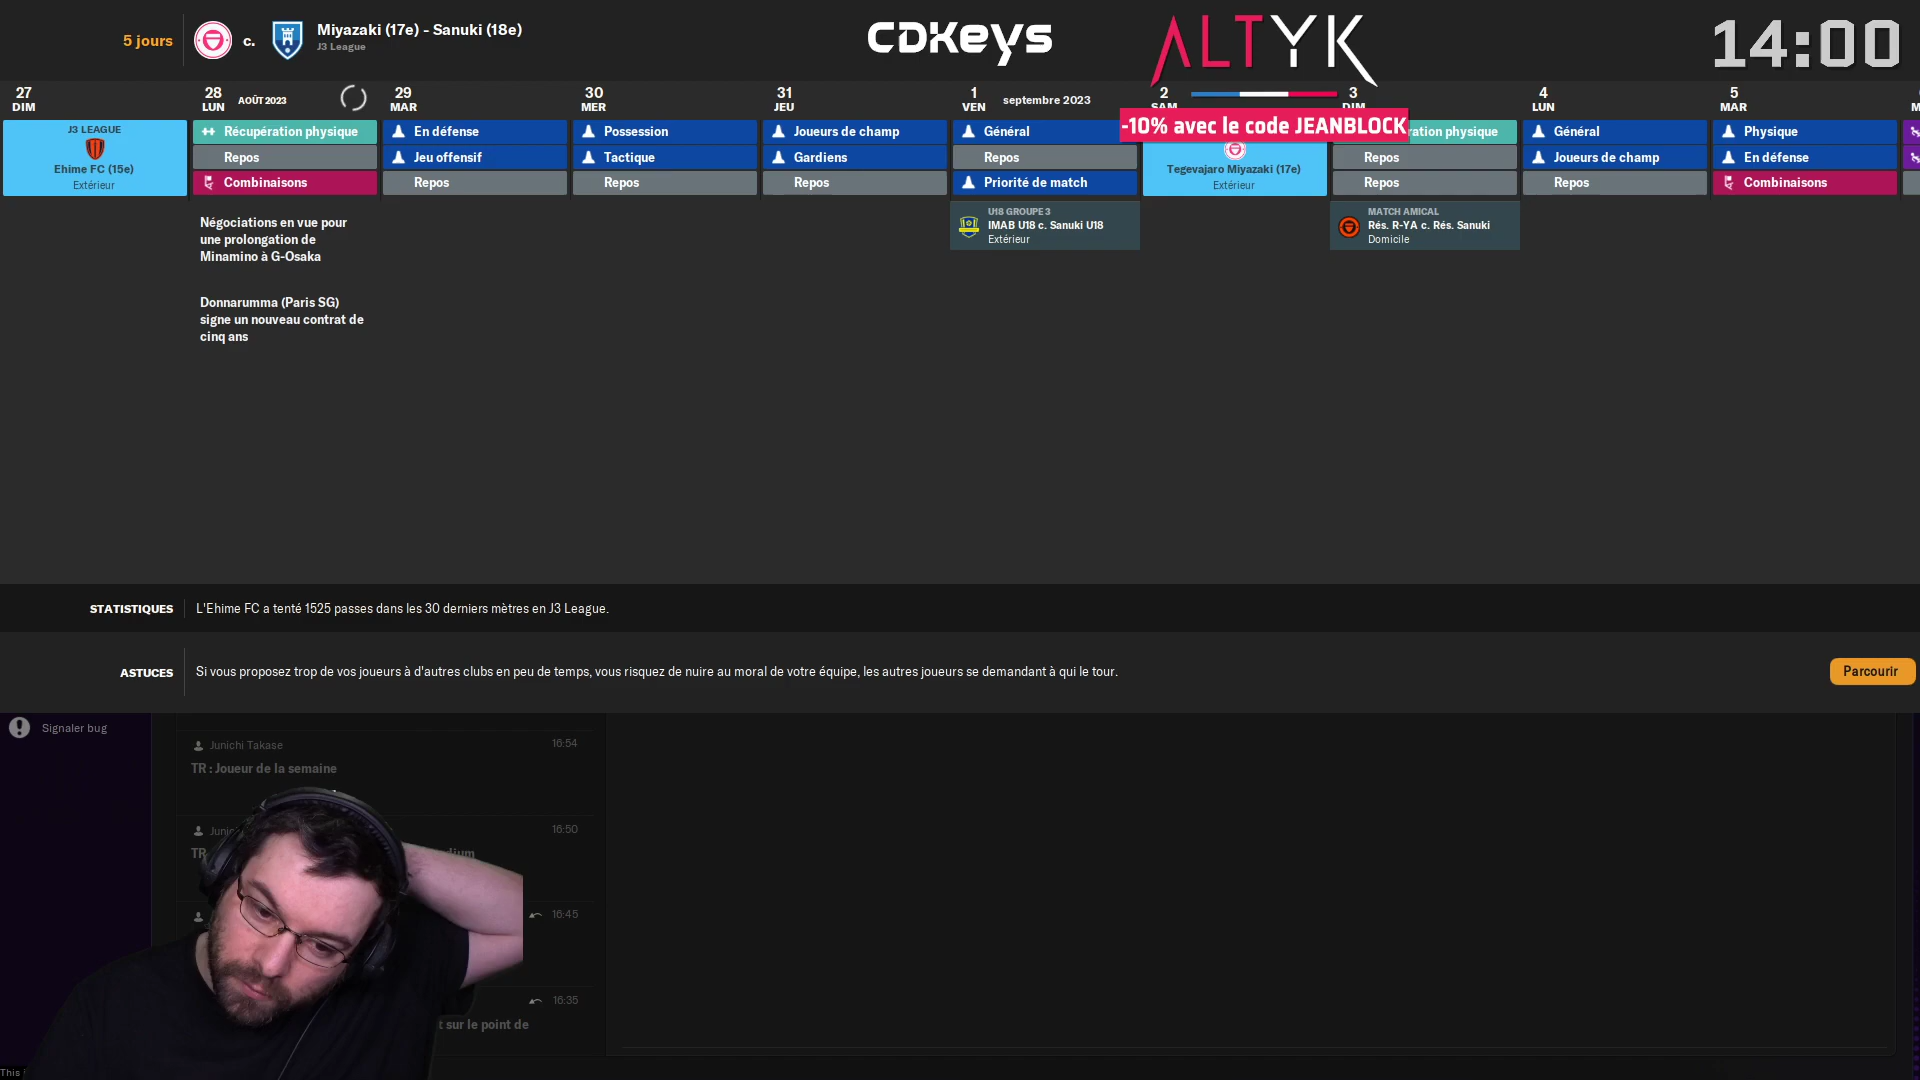 5 jours
c.
Miyazaki (17e) - Sanuki (18e)
J3 League
CDKeys
ALTYK
14:00
27
DIM
28
LUN
AOÛT 2023
29
MAR
30
MER
31
JEU
1
VEN
septembre 2023
2
SAM
3
DIM
4
LUN
5
MAR
-10% avec le code JEANBLOCK
J3 LEAGUE
Ehime FC (15e)
Extérieur
Récupération physique
Repos
Combinaisons
En défense
Jeu offensif
Repos
Possession
Tactique
Repos
Joueurs de champ
Gardiens
Repos
Général
Repos
Priorité de match
Tegevajaro Miyazaki (17e)
Extérieur
ration physique
Repos
Repos
Général
Joueurs de champ
Repos
Physique
En défense
Combinaisons
Négociations en vue pour
une prolongation de
Minamino à G-Osaka
Donnarumma (Paris SG)
signe un nouveau contrat de
cinq ans
U18 GROUPE 3
IMAB U18 c. Sanuki U18
Extérieur
MATCH AMICAL
Rés. R-YA c. Rés. Sanuki
Domicile
STATISTIQUES
L'Ehime FC a tenté 1525 passes dans les 30 derniers mètres en J3 League.
ASTUCES
Si vous proposez trop de vos joueurs à d'autres clubs en peu de temps, vous risquez de nuire au moral de votre équipe, les autres joueurs se demandant à qui le tour.
Parcourir
Signaler bug
Junichi Takase
16:54
TR : Joueur de la semaine
16:50
TR
16:45
16:35
t sur le point de
This